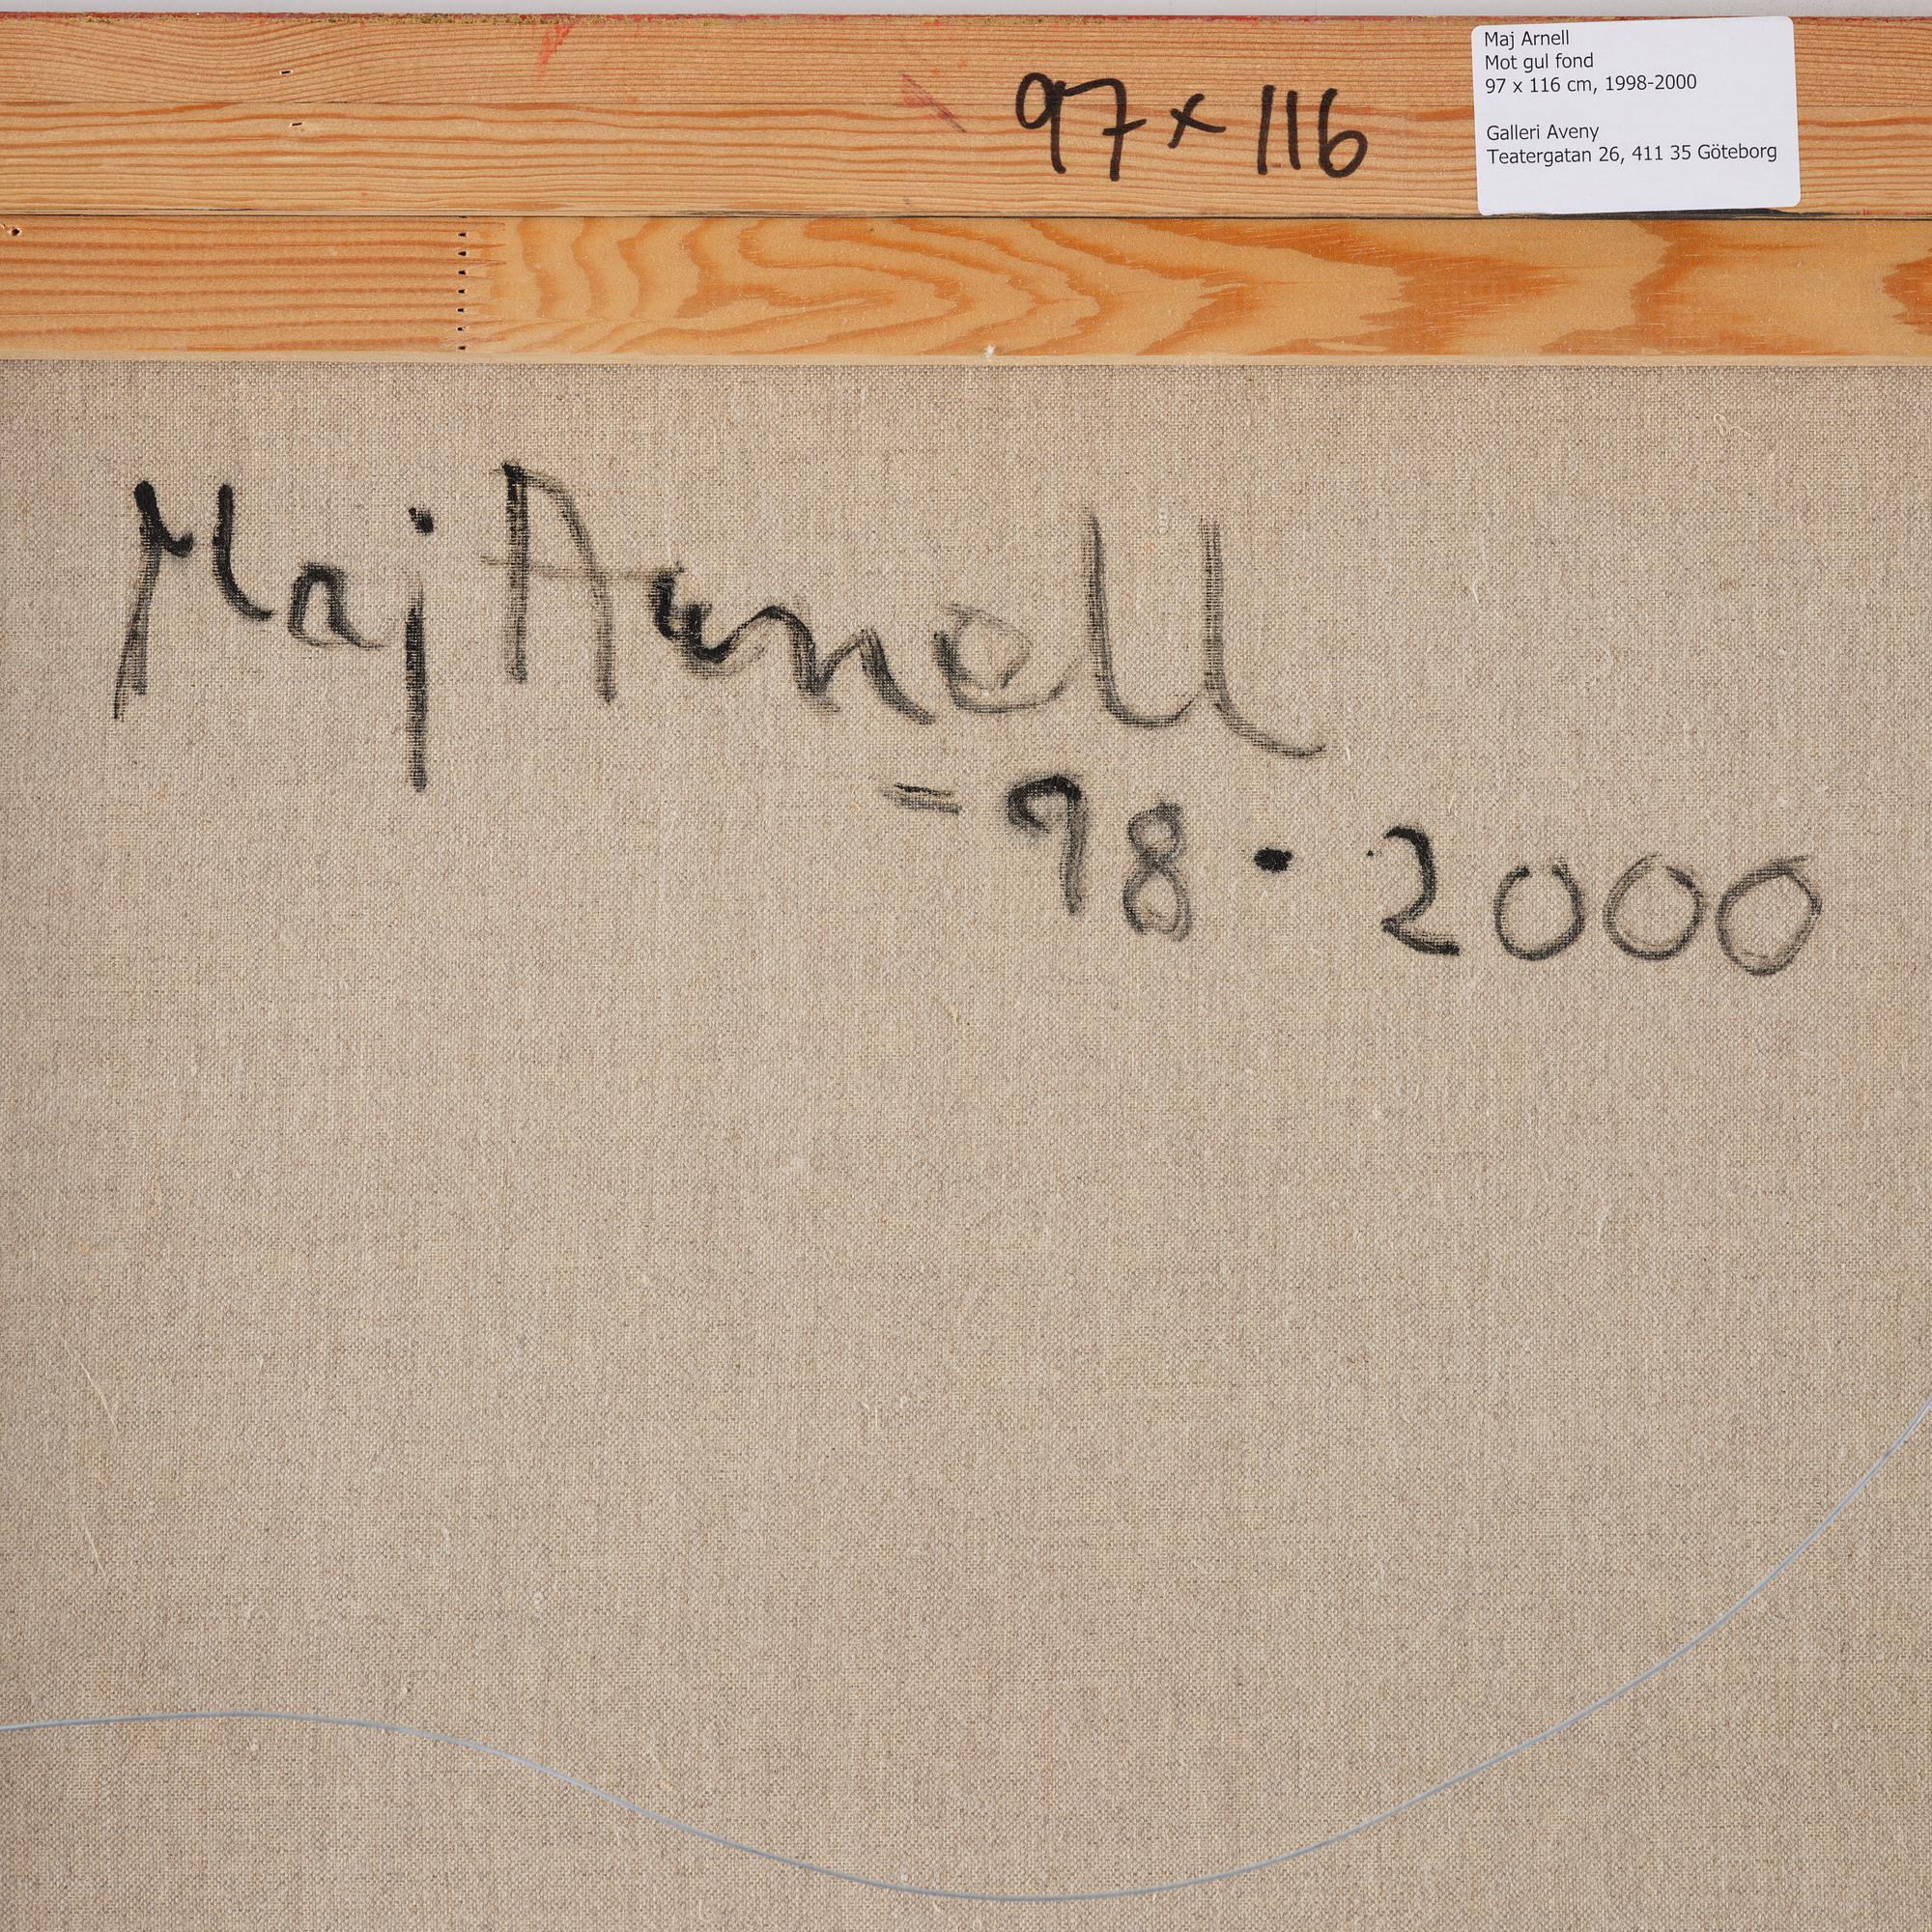 97 x 116
Maj Arnell
Mot gul fond
97 x 116 cm, 1998-2000
Galleri Aveny
Teatergatan 26, 411 35 Göteborg
Maj Arnell
-98 · 2000